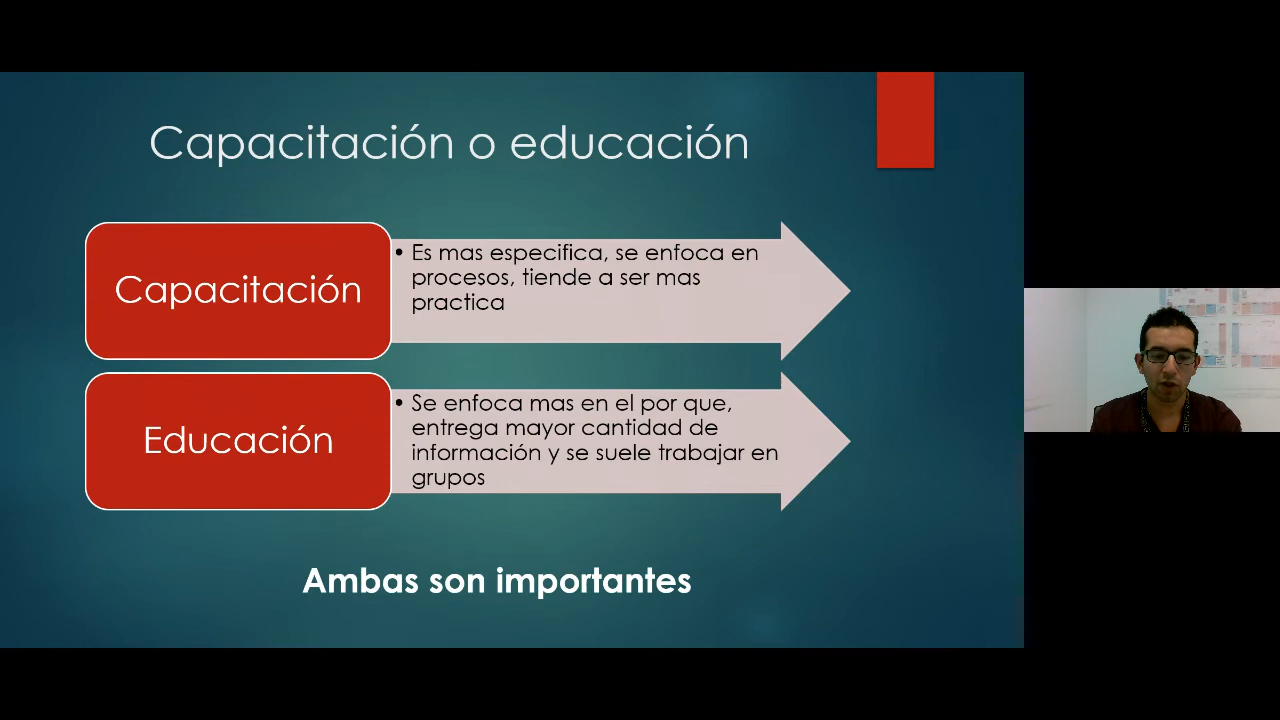 Capacitación o educación
Capacitación
• Es mas especifica, se enfoca en
procesos, tiende a ser mas
practica
Educación
• Se enfoca mas en el por que,
entrega mayor cantidad de
información y se suele trabajar en
grupos
Ambas son importantes